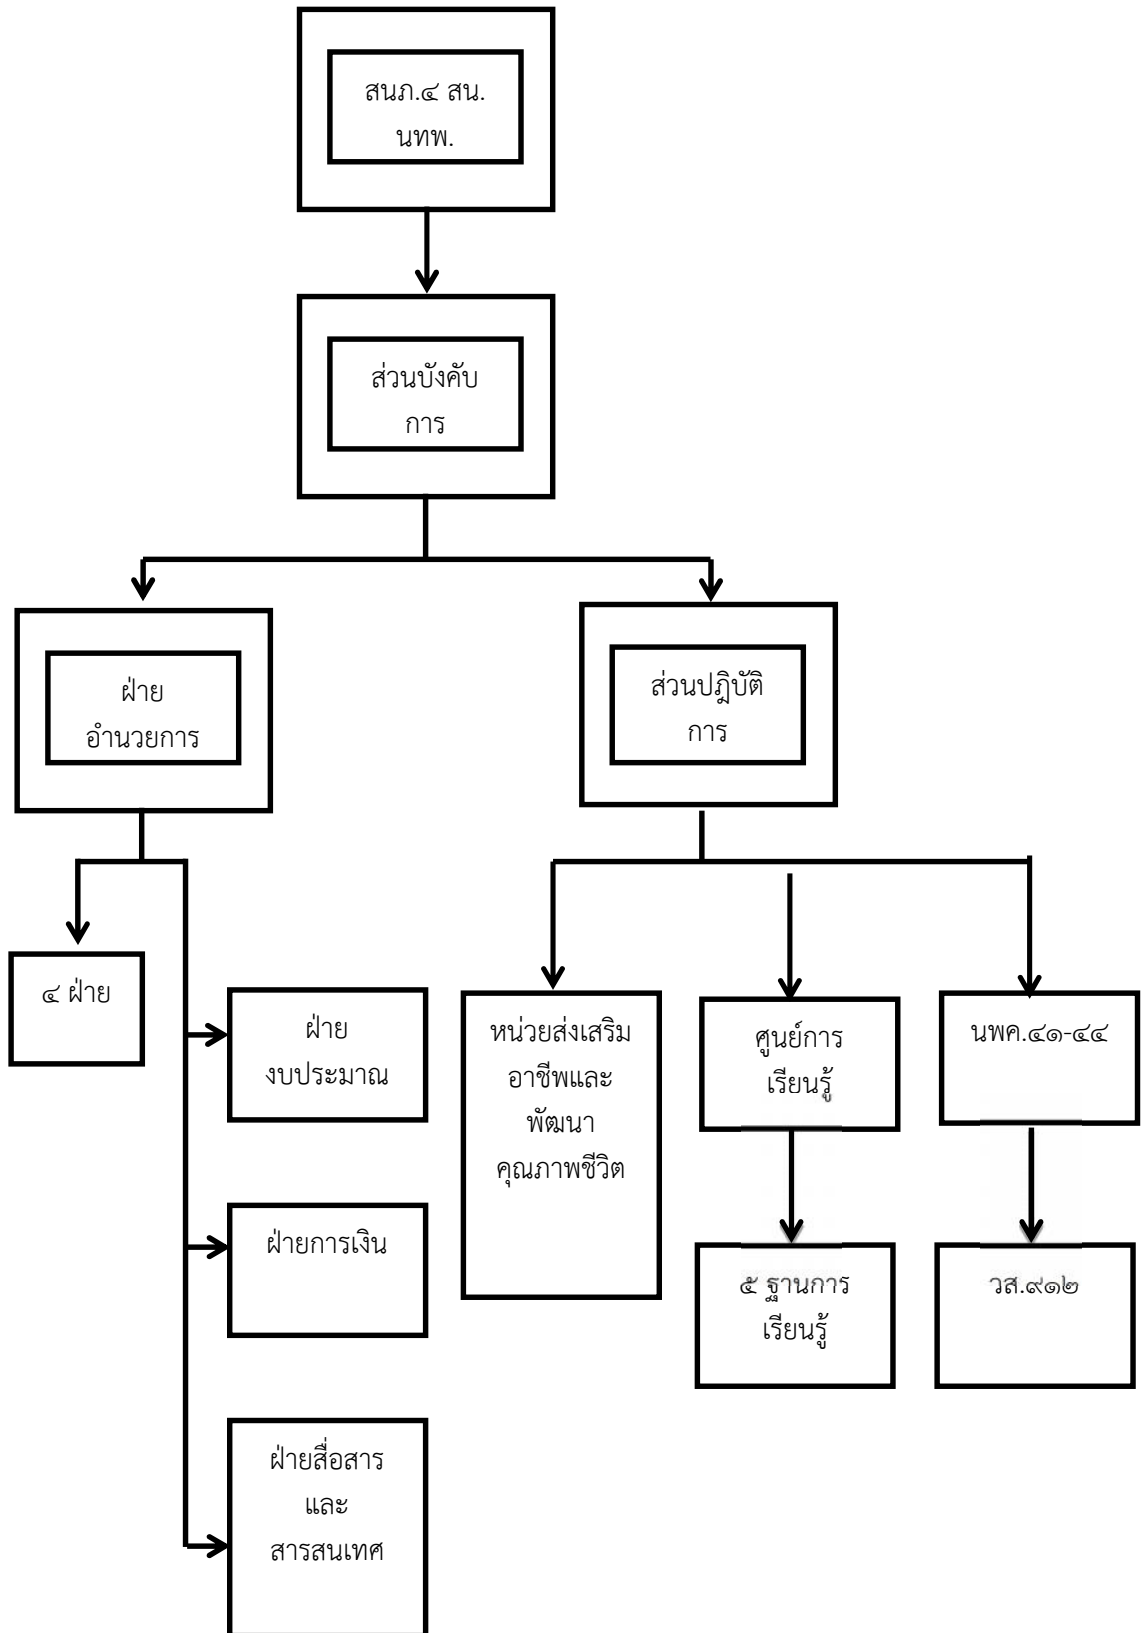 สนภ.๔ สน.
นทพ.
ส่วนบังคับ
การ
ฝ่าย
อำนวยการ
ส่วนปฎิบัติ
การ
๔ ฝ่าย
ฝ่าย
งบประมาณ
ฝ่ายการเงิน
ฝ่ายสื่อสาร
และ
สารสนเทศ
หน่วยส่งเสริม
อาชีพและ
พัฒนา
คุณภาพชีวิต
ศูนย์การ
เรียนรู้
๕ ฐานการ
เรียนรู้
นพค.๔๑-๔๔
วส.๙๑๒